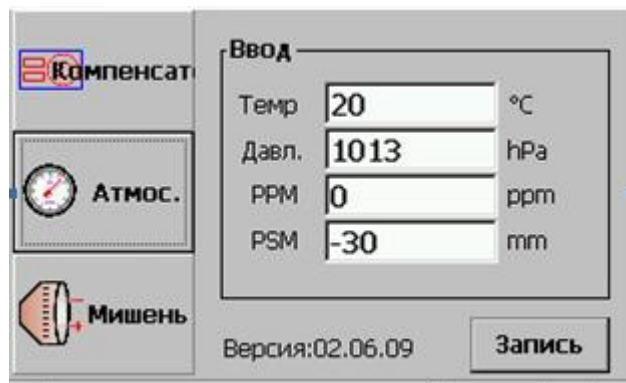 Компенсат
Атмос.
Мишень
Ввод
Темп 20 °C
Давл. 1013 hPa
PPM 0 ppm
PSM -30 mm
Версия:02.06.09
Запись